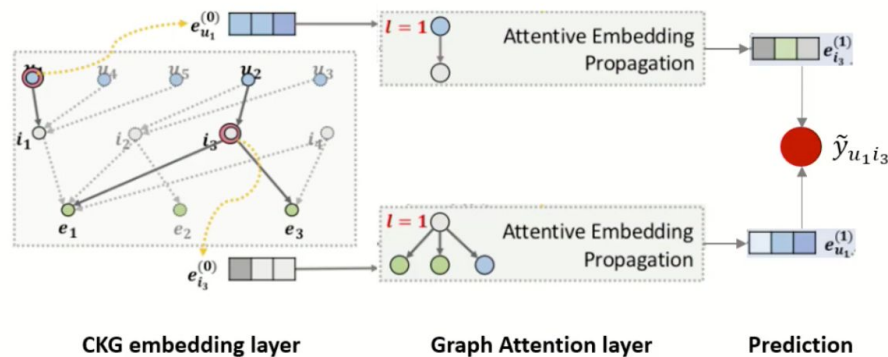 e_{u_1}^{(0)}
l = 1
Attentive Embedding
Propagation
e_{i_3}^{(1)}
u_4
u_5
u_2
u_3
i_1
i_2
i_3
i_4
ỹ_{u_1 i_3}
e_1
e_2
e_3
l = 1
Attentive Embedding
Propagation
e_{u_1}^{(1)}
e_{i_3}^{(0)}
CKG embedding layer
Graph Attention layer
Prediction